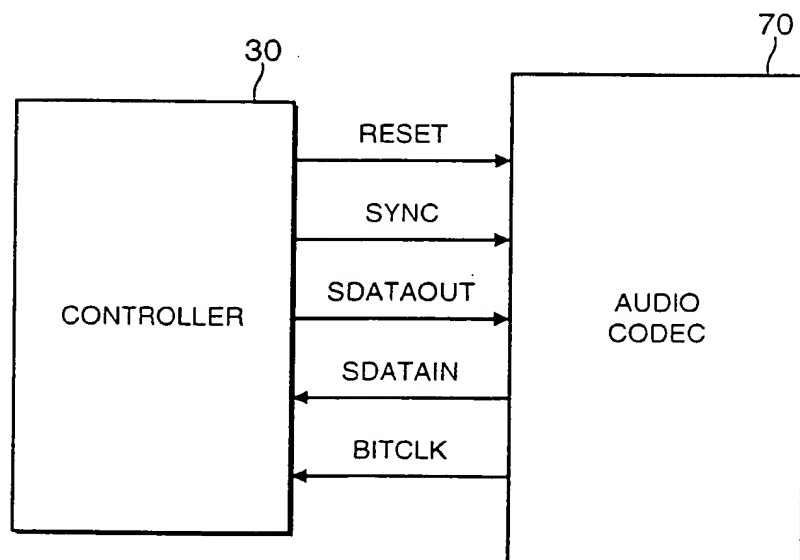 70
30
RESET
SYNC
SDATAOUT
CONTROLLER
AUDIO
CODEC
SDATAIN
BITCLK